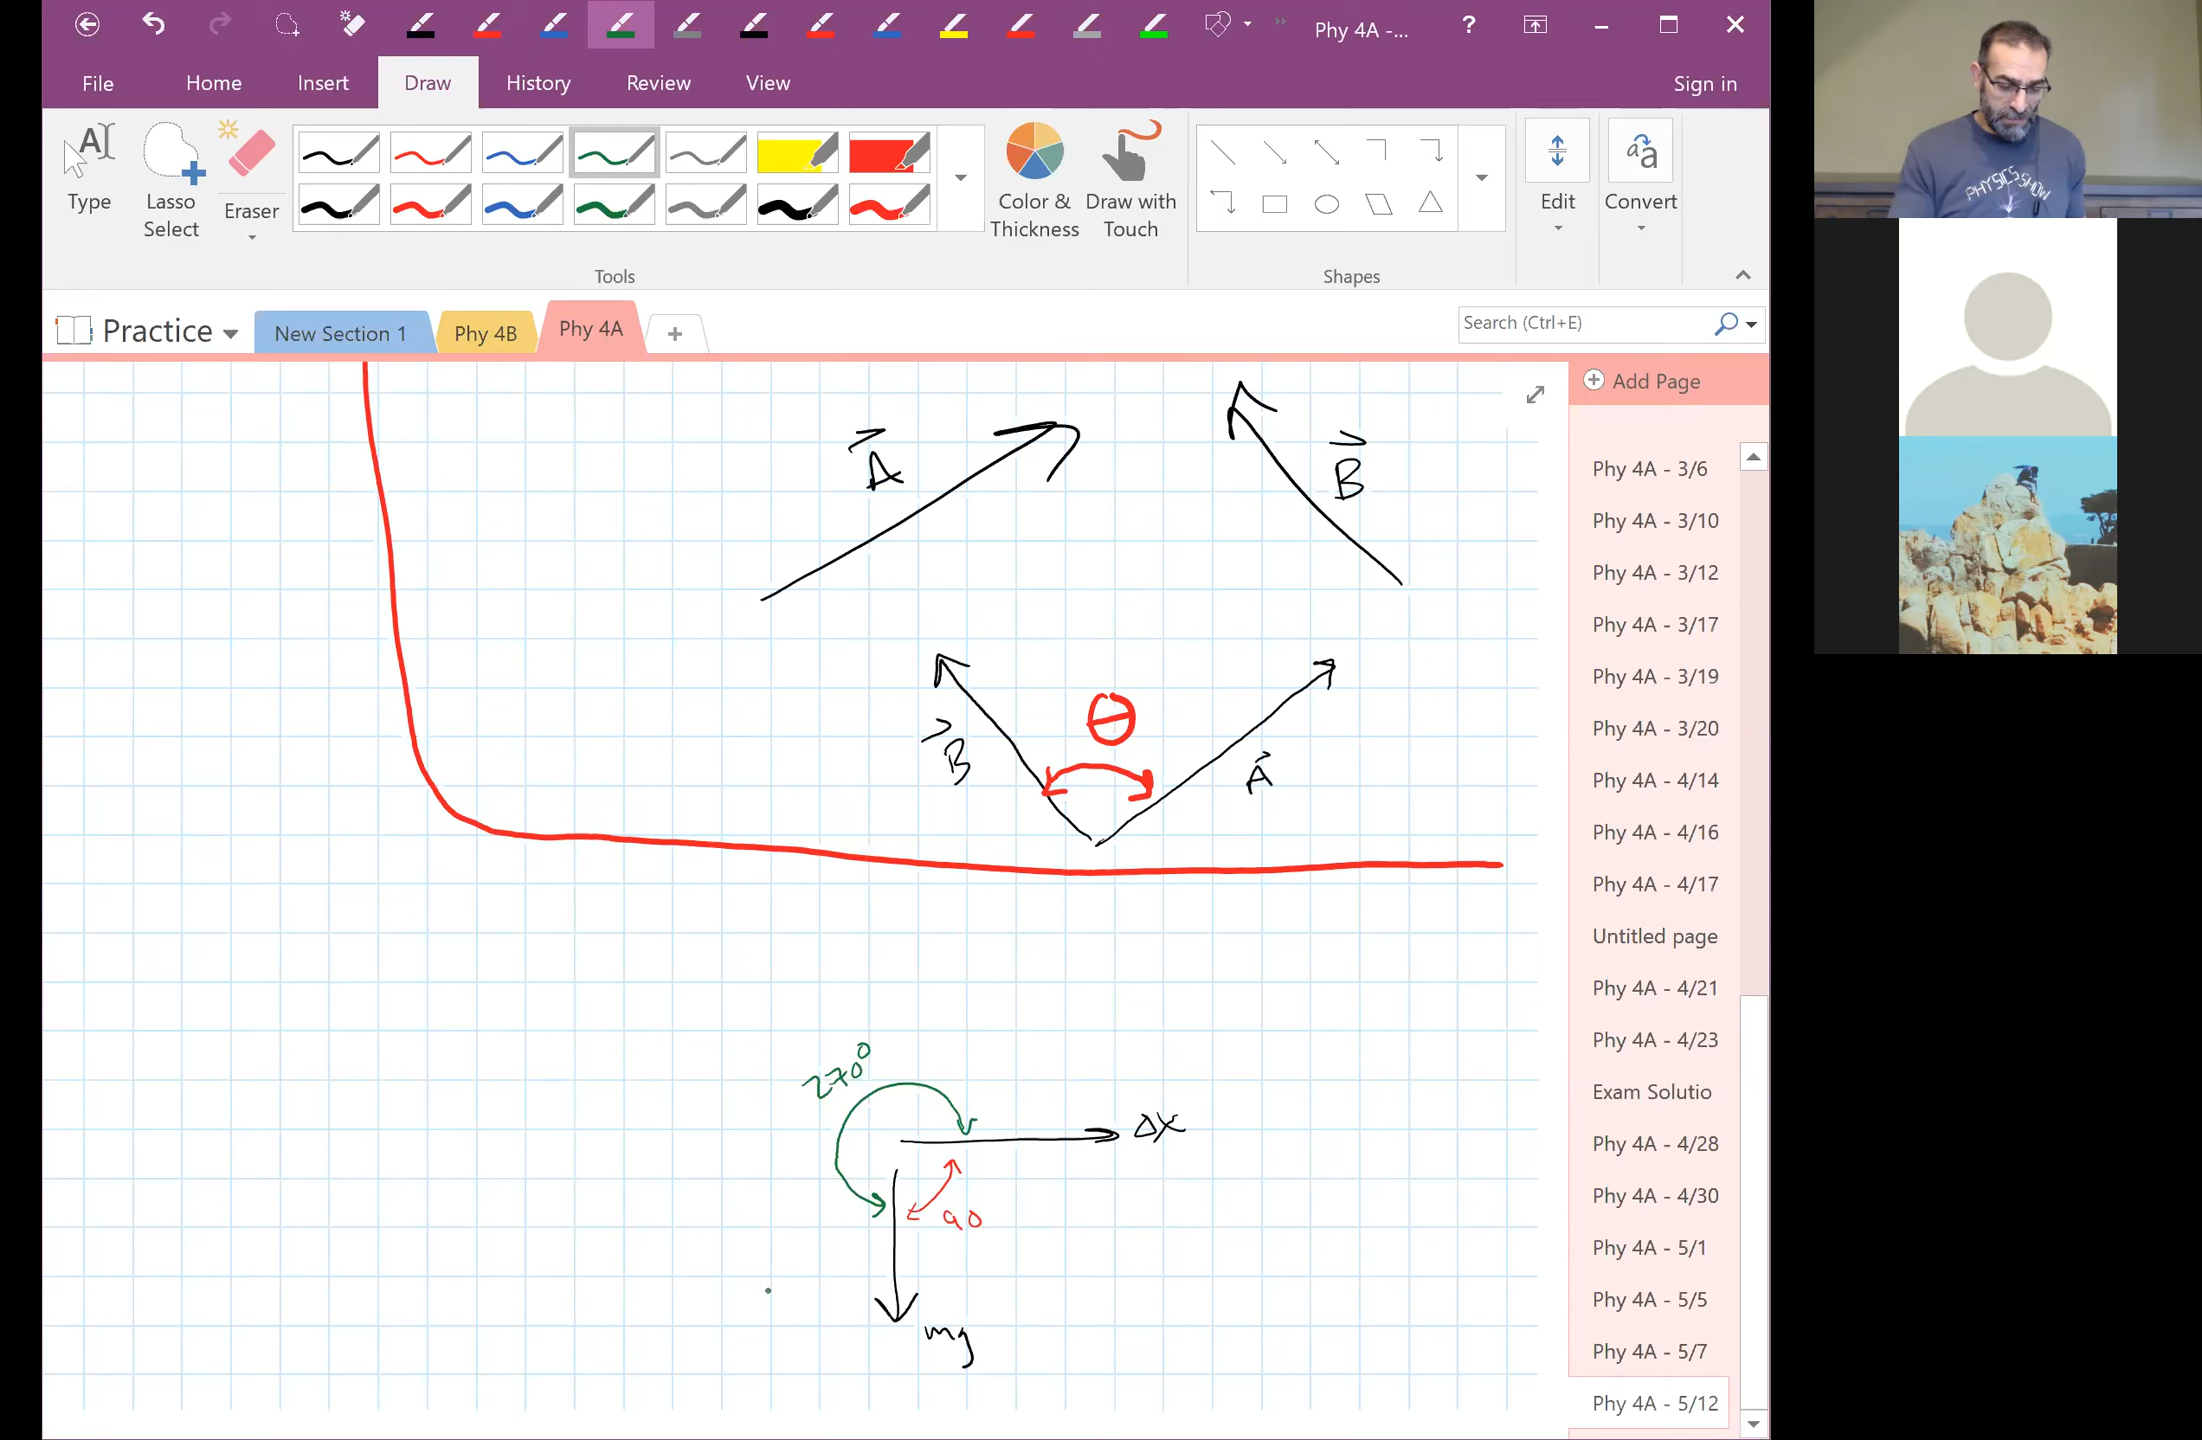 Phy 4A -...
?
File
Home
Insert
Draw
History
Review
View
Sign in
Type
Lasso Select
Eraser
Color & Thickness
Draw with Touch
Edit
Convert
Tools
Shapes
Practice
New Section 1
Phy 4B
Phy 4A
Search (Ctrl+E)
Add Page
Phy 4A - 3/6
Phy 4A - 3/10
Phy 4A - 3/12
Phy 4A - 3/17
Phy 4A - 3/19
Phy 4A - 3/20
Phy 4A - 4/14
Phy 4A - 4/16
Phy 4A - 4/17
Untitled page
Phy 4A - 4/21
Phy 4A - 4/23
Exam Solutio
Phy 4A - 4/28
Phy 4A - 4/30
Phy 4A - 5/1
Phy 4A - 5/5
Phy 4A - 5/7
Phy 4A - 5/12
A
B
θ
B
A
270°
Δx
90
mg
PHYSICS SHOW